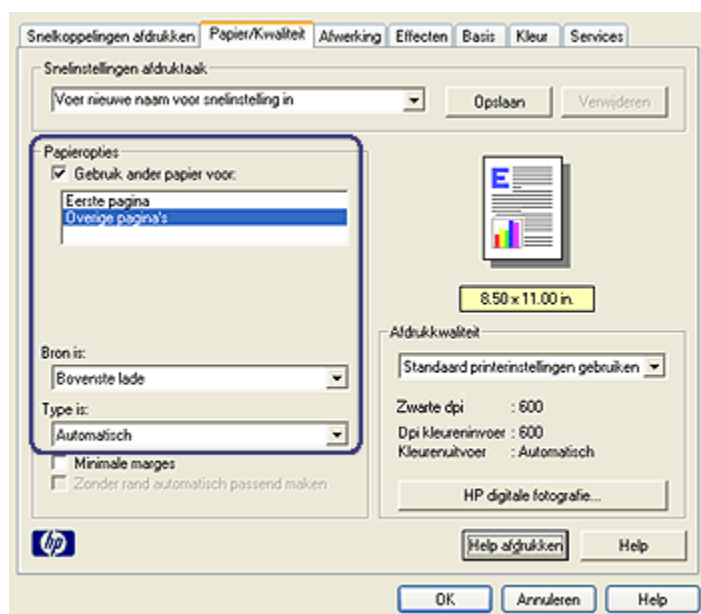 Snelkoppelingen afdrukken Papier/Kwaliteit Afwerking Effecten Basis Kleur Services
Snelinstellingen afdruktaak
Voer nieuwe naam voor snelinstelling in
Opslaan
Verwijderen
Papieropties
Gebruik ander papier voor:
Eerste pagina
Overige pagina's
E
8.50 x 11.00 in.
Bron is:
Bovenste lade
Type is:
Automatisch
Minimale marges
Zonder rand automatisch passend maken
Afdrukkwaliteit
Standaard printerinstellingen gebruiken
Zwarte dpi : 600
Dpi kleureninvoer : 600
Kleurenuitvoer : Automatisch
HP digitale fotografie...
hp
Help afdrukken
Help
OK
Annuleren
Help